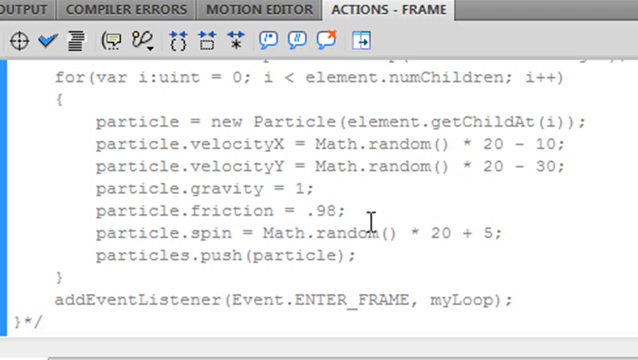 OUTPUT COMPILER ERRORS MOTION EDITOR ACTIONS - FRAME
for(var i:uint = 0; i < element.numChildren; i++)
{
particle = new Particle(element.getChildAt(i));
particle.velocityX = Math.random() * 20 - 10;
particle.velocityY = Math.random() * 20 - 30;
particle.gravity = 1;
particle.friction = .98;
particle.spin = Math.random() * 20 + 5;
particles.push(particle);
}
addEventListener(Event.ENTER_FRAME, myLoop);
}*/